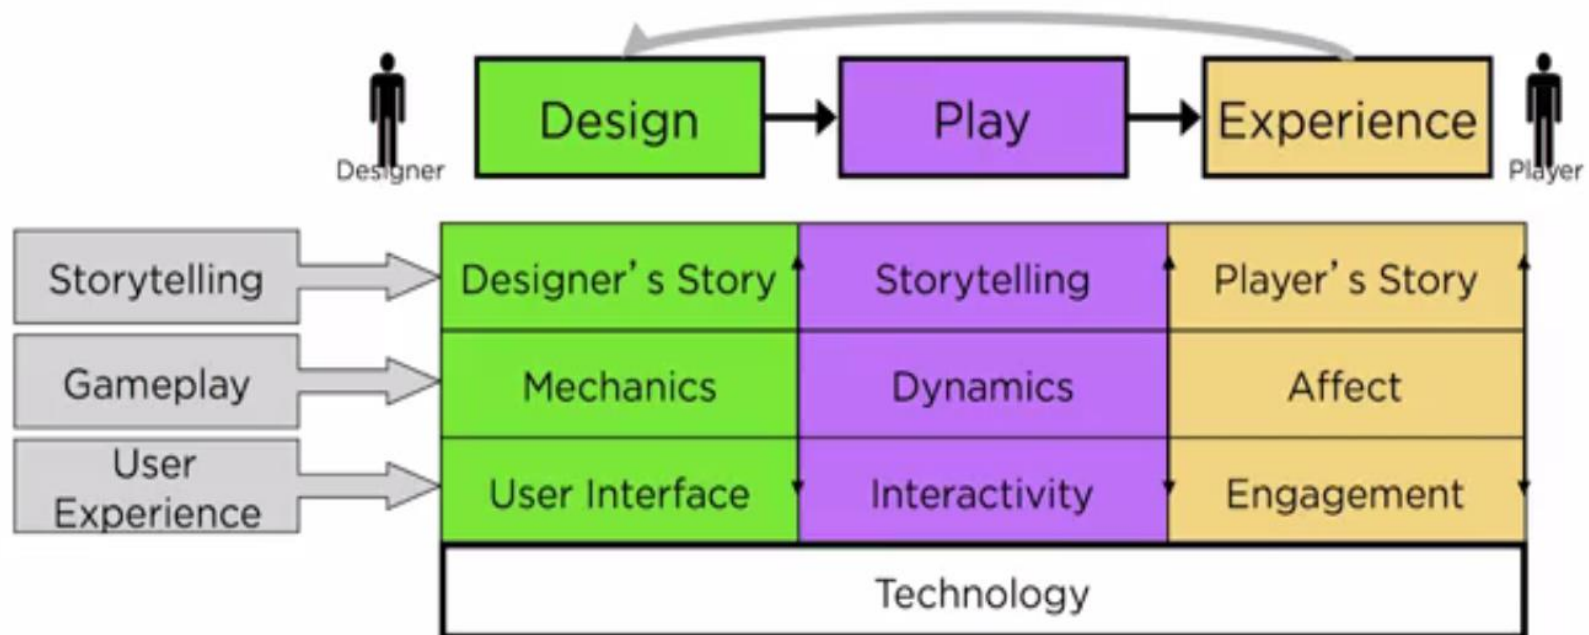 Design
Play
Experience
Designer
Player
Storytelling
Designer’s Story
Storytelling
Player’s Story
Gameplay
Mechanics
Dynamics
Affect
User
Experience
User Interface
Interactivity
Engagement
Technology